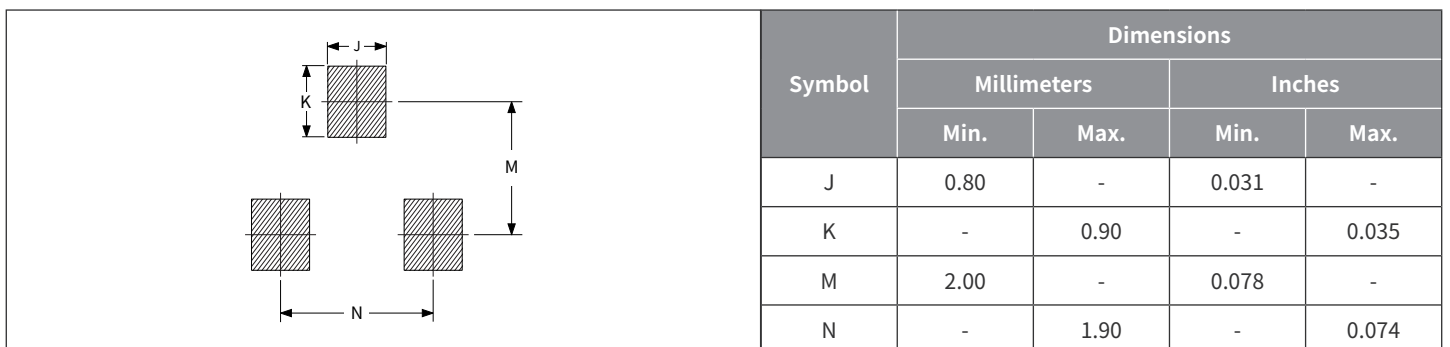 J
K
M
N
Symbol Dimensions
Millimeters Inches
Min. Max. Min. Max.
J 0.80 - 0.031 -
K - 0.90 - 0.035
M 2.00 - 0.078 -
N - 1.90 - 0.074